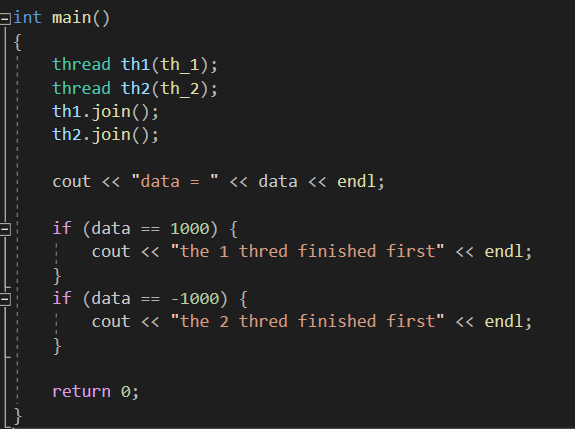 int main()
{
thread th1(th_1);
thread th2(th_2);
th1.join();
th2.join();
cout << "data = " << data << endl;
if (data == 1000) {
cout << "the 1 thred finished first" << endl;
}
if (data == -1000) {
cout << "the 2 thred finished first" << endl;
}
return 0;
}